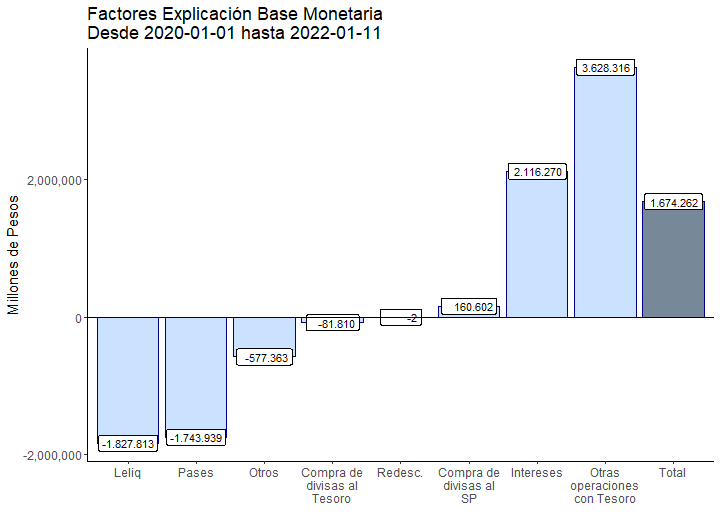 Factores Explicación Base Monetaria
Desde 2020-01-01 hasta 2022-01-11
Millones de Pesos
2,000,000
0
-2,000,000
-1.827.813
-1.743.939
-577.363
-81.810
-2
160.602
2.116.270
3.628.316
1.674.262
Leliq
Pases
Otros
Compra de
divisas al
Tesoro
Redesc.
Compra de
divisas al
SP
Intereses
Otras
operaciones
con Tesoro
Total